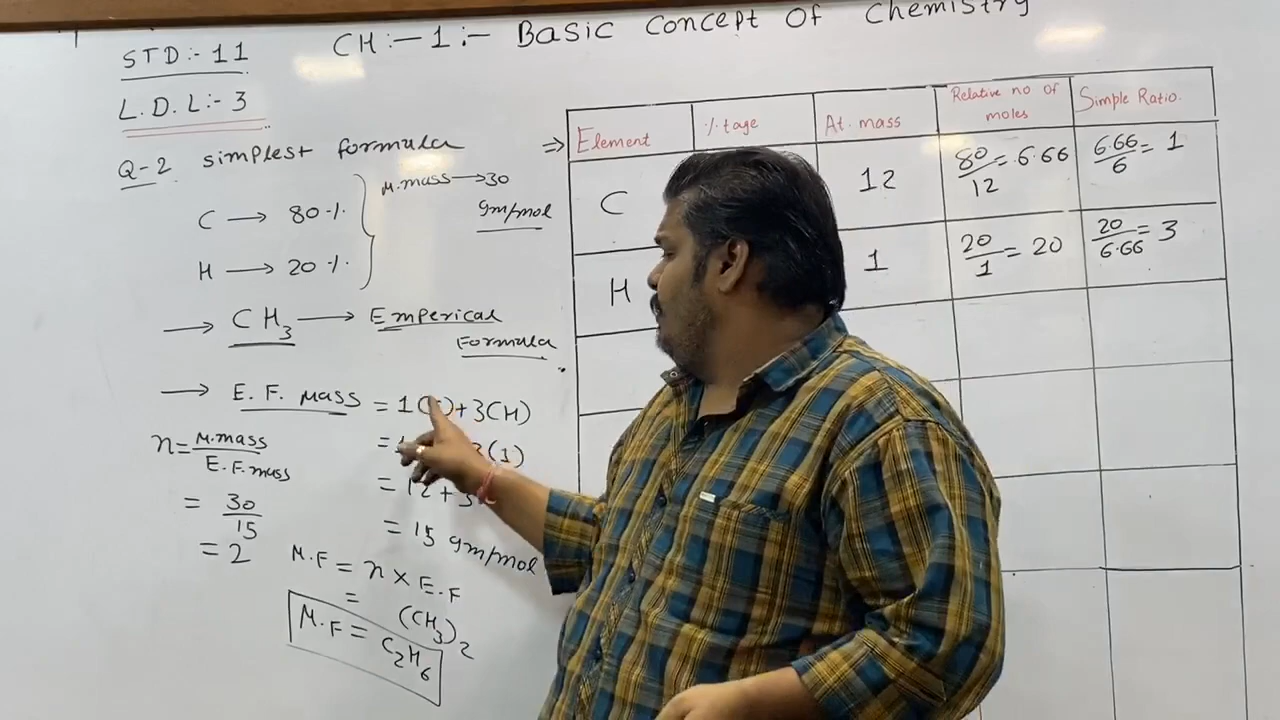 CH:-1:- Basic Concept Of Chemistry
STD:- 11
L.D.L:- 3
Q-2 simplest formula
C → 80 %
H → 20 %
M.mass → 30
gm/mol
→ CH₃ → Emperical
Formula
→ E. F. mass = 1(C)+3(H)
3(1)
= 12 + 3
= 15 gm/mol
n = M.mass / E.F.mass
= 30/15
= 2
M.F = n × E.F
= (CH₃)₂
M.F = C₂H₆
⇒ Element %tage At. mass Relative no of moles Simple Ratio.
C 12 80/12 = 6.66 6.66/6 = 1
H 1 20/1 = 20 20/6.66 = 3